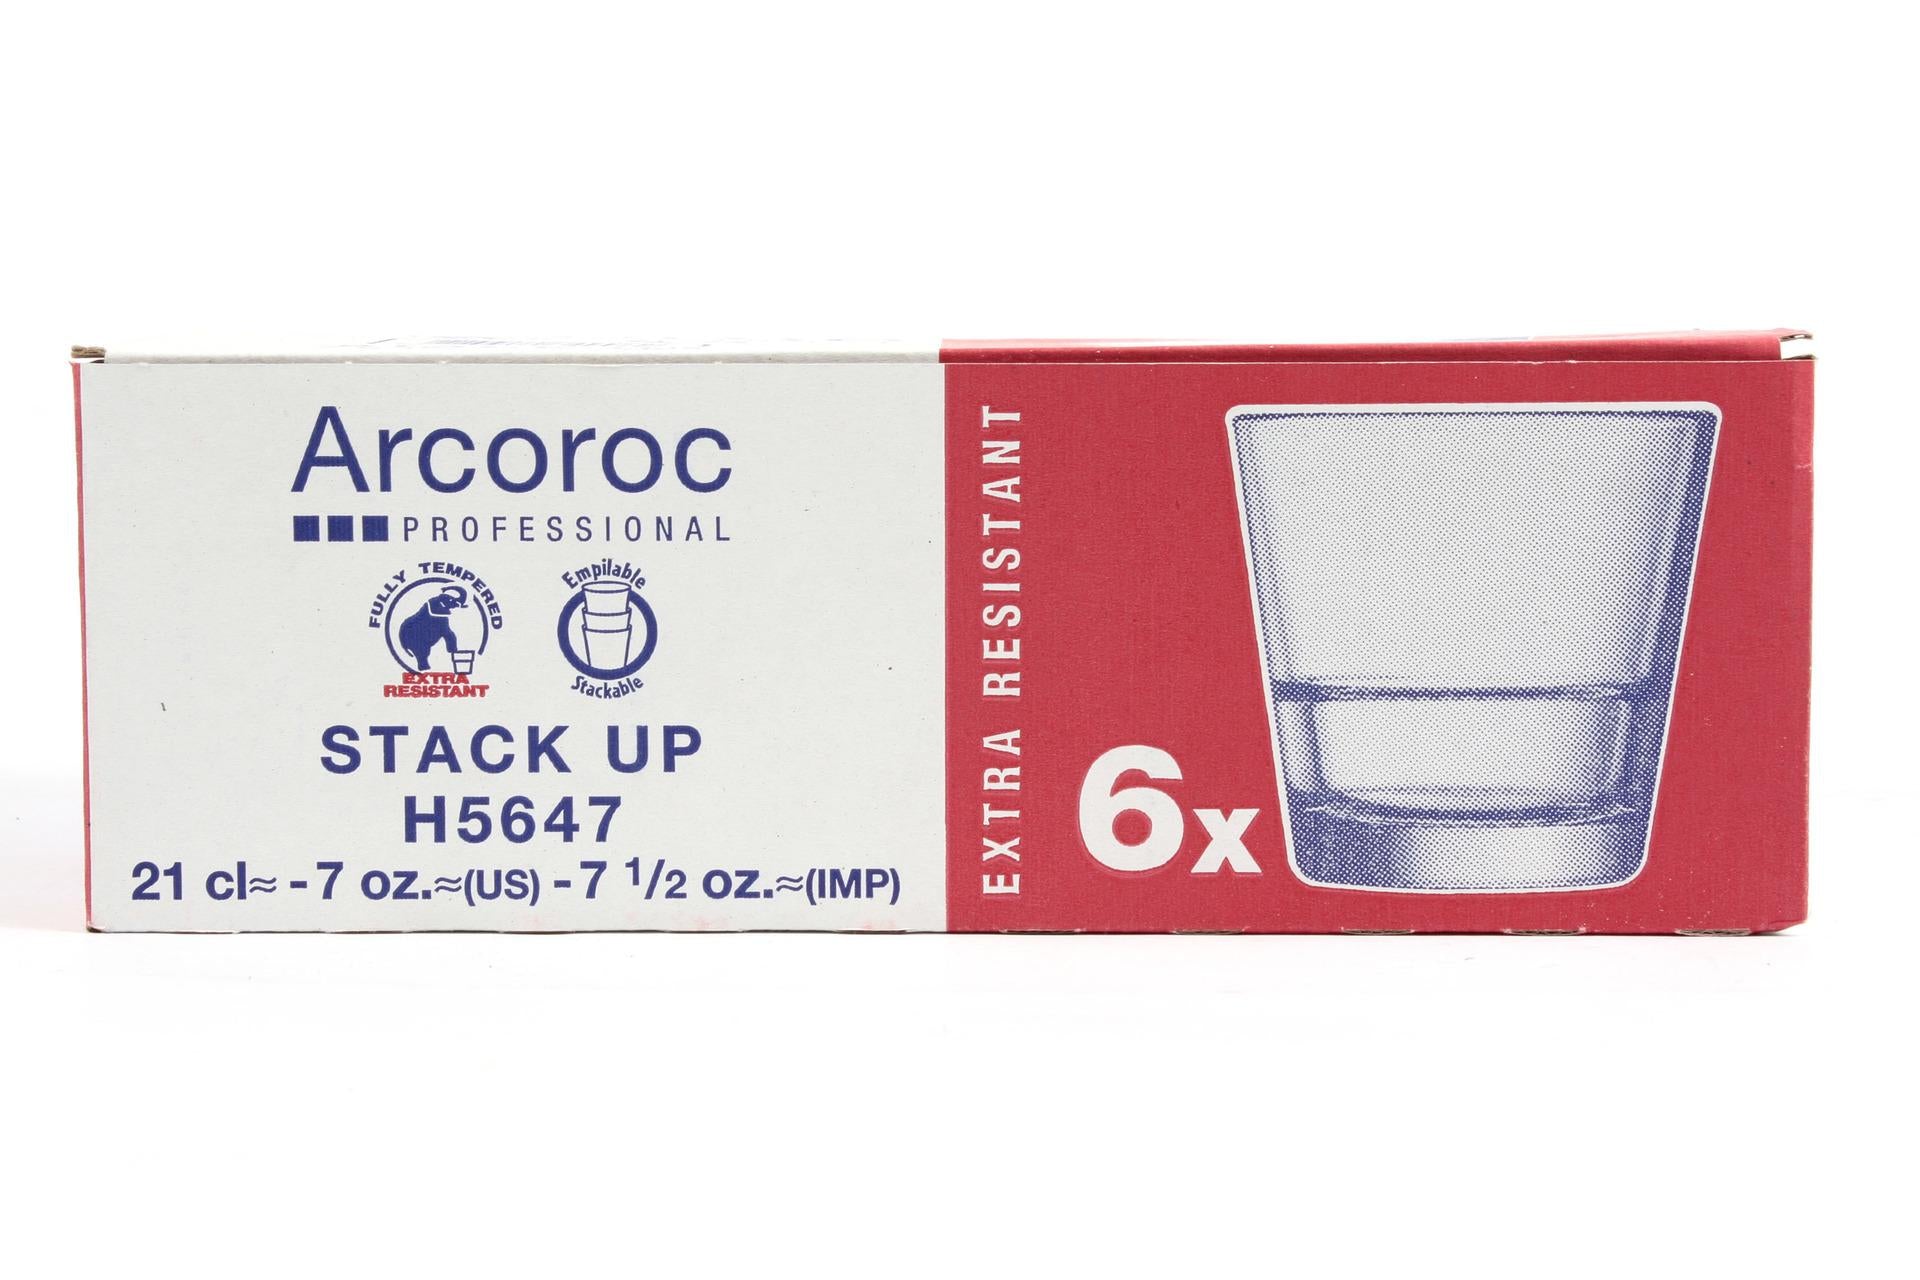 Arcoroc
PROFESSIONAL
FULLY TEMPERED
EXTRA
RESISTANT
Empilable
Stackable
STACK UP
H5647
21 cl≈ - 7 oz.≈(US) - 7 1/2 oz.≈(IMP)
EXTRA RESISTANT
6x